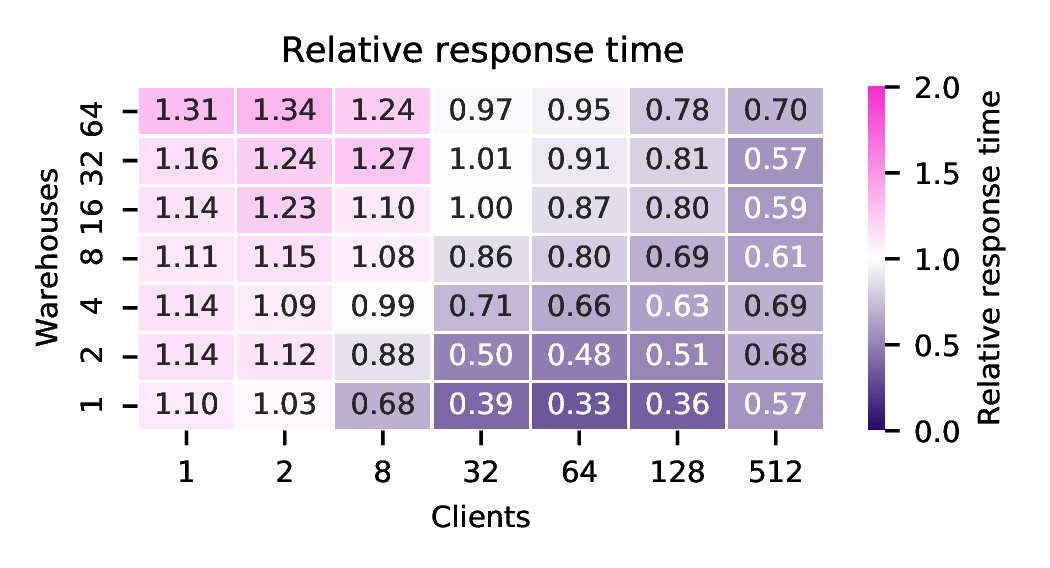 Relative response time
Warehouses
64 1.31 1.34 1.24 0.97 0.95 0.78 0.70
32 1.16 1.24 1.27 1.01 0.91 0.81 0.57
16 1.14 1.23 1.10 1.00 0.87 0.80 0.59
8 1.11 1.15 1.08 0.86 0.80 0.69 0.61
4 1.14 1.09 0.99 0.71 0.66 0.63 0.69
2 1.14 1.12 0.88 0.50 0.48 0.51 0.68
1 1.10 1.03 0.68 0.39 0.33 0.36 0.57
1 2 8 32 64 128 512
Clients
2.0
1.5
1.0
0.5
0.0
Relative response time